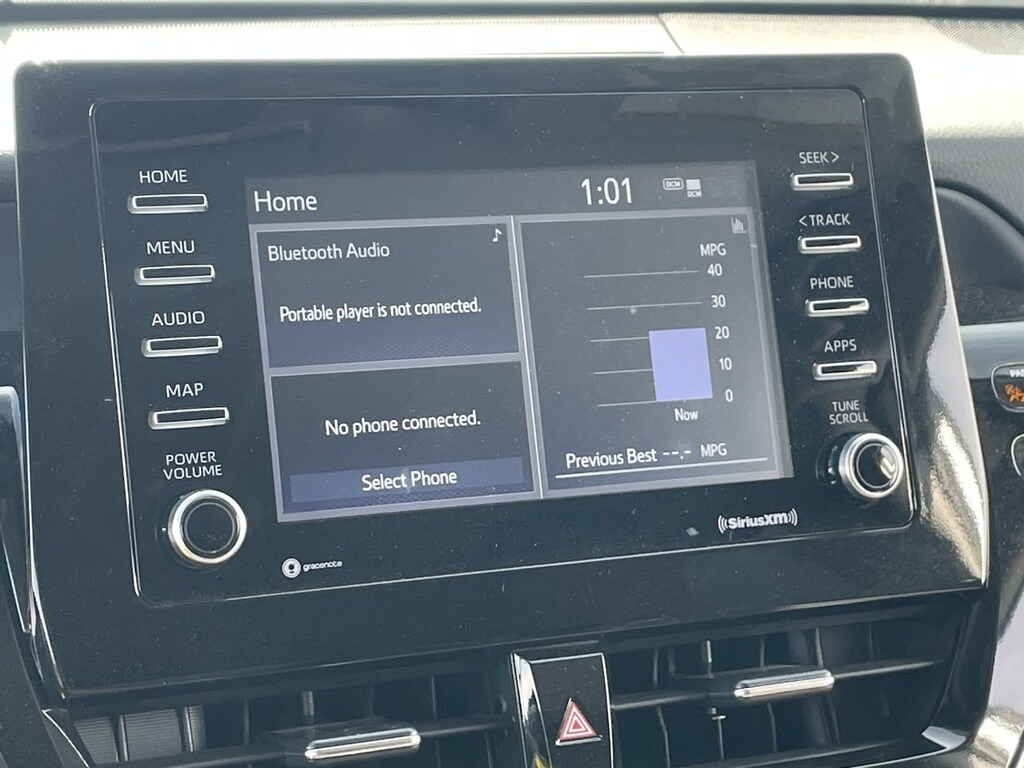 HOME
MENU
AUDIO
MAP
POWER
VOLUME
Home
1:01
DCM
DCM
Bluetooth Audio
Portable player is not connected.
No phone connected.
Select Phone
MPG
40
30
20
10
0
Now
Previous Best --.- MPG
SEEK >
< TRACK
PHONE
APPS
TUNE
SCROLL
gracenote
SiriusXM